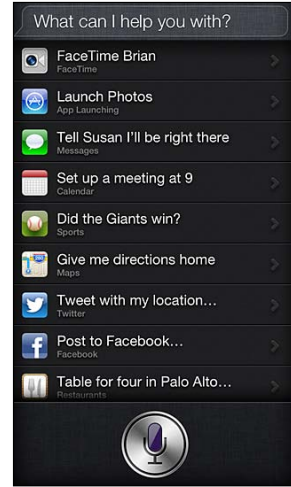 What can I help you with?
FaceTime Brian
FaceTime
Launch Photos
App Launching
Tell Susan I'll be right there
Messages
Set up a meeting at 9
Calendar
Did the Giants win?
Sports
Give me directions home
Maps
Tweet with my location...
Twitter
Post to Facebook...
Facebook
Table for four in Palo Alto...
Restaurants